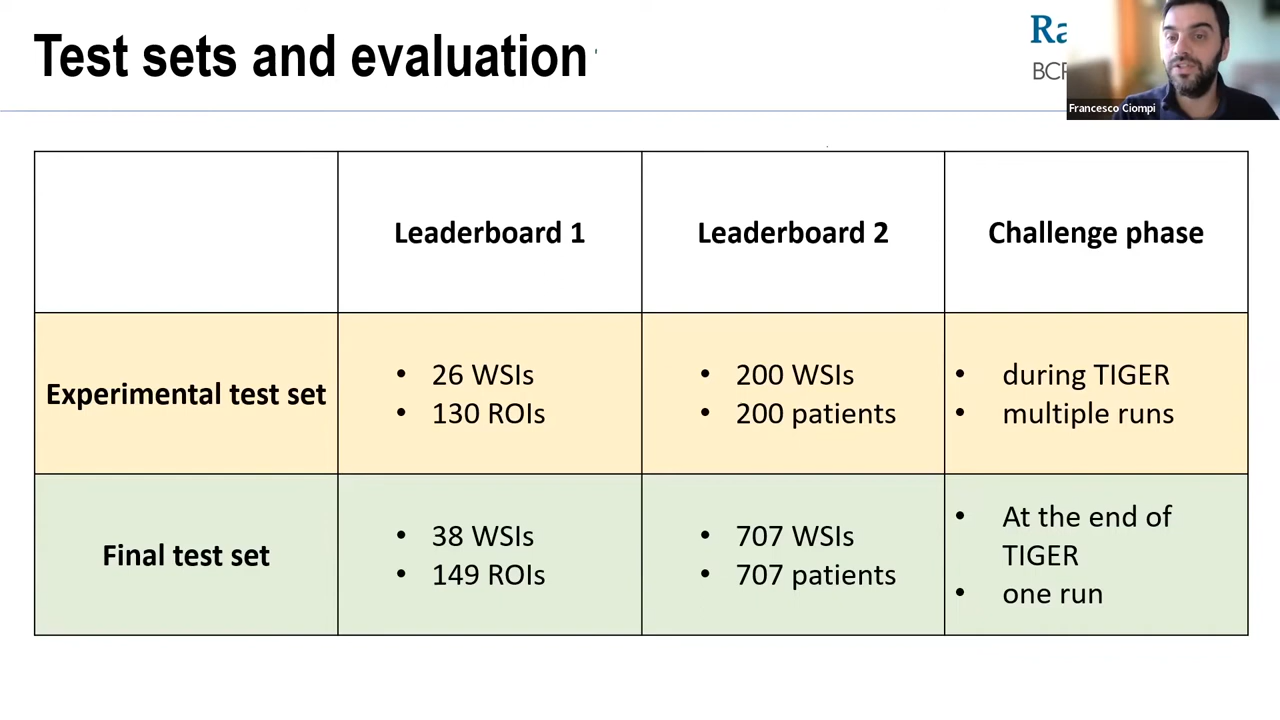 Test sets and evaluation
Francesco Ciompi
Leaderboard 1
Leaderboard 2
Challenge phase
Experimental test set
• 26 WSIs
• 130 ROIs
• 200 WSIs
• 200 patients
• during TIGER
• multiple runs
Final test set
• 38 WSIs
• 149 ROIs
• 707 WSIs
• 707 patients
• At the end of
TIGER
• one run